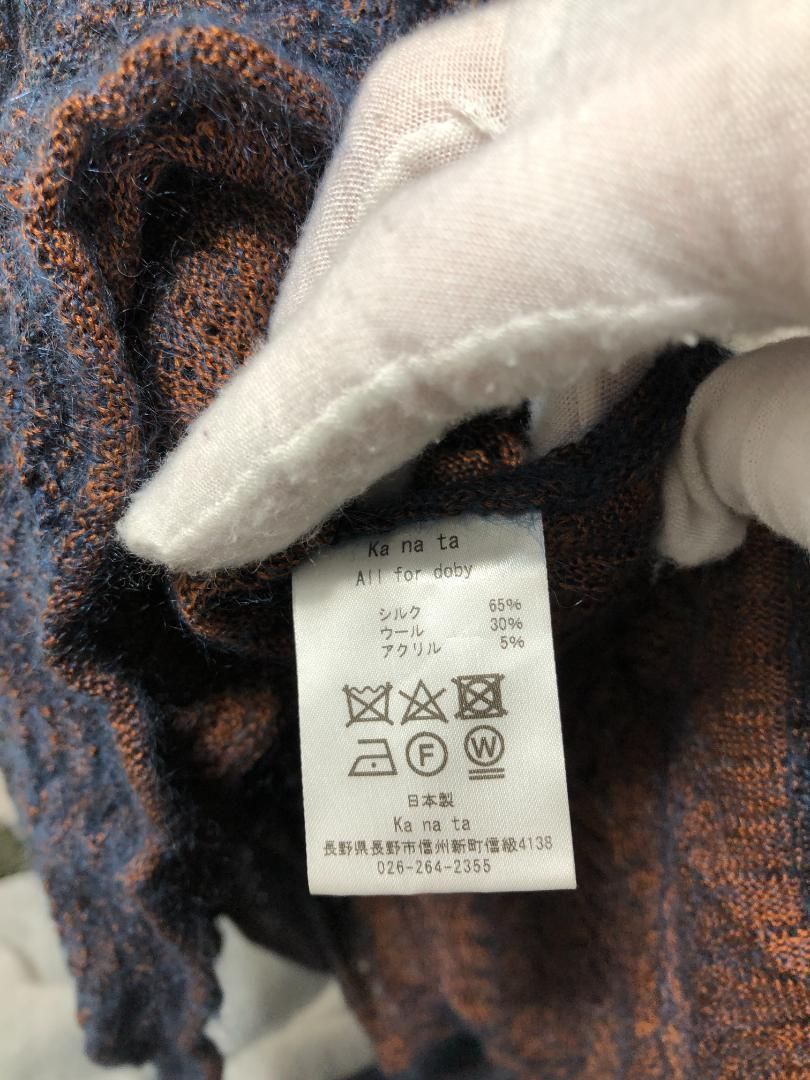 Ka na ta
All for doby
シルク 65%
ウール 30%
アクリル 5%
F W
日本製
Ka na ta
長野県長野市信州新町信級4138
026-264-2355